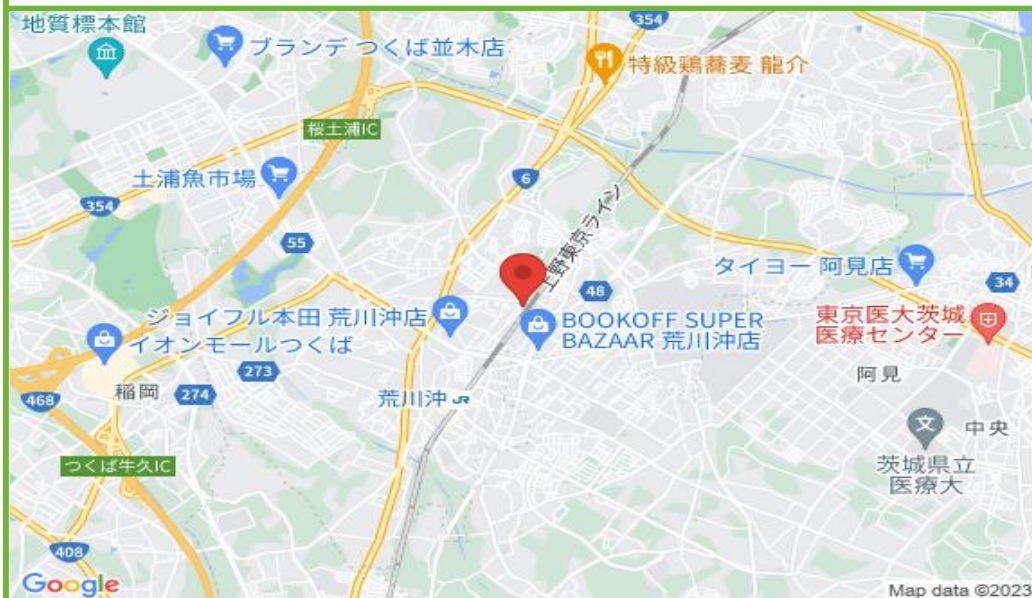 地質標本館
ブランデ つくば並木店
354
特級鶏蕎麦 龍介
桜土浦IC
土浦魚市場
6
354
上野東京ライン
55
タイヨー 阿見店
48
34
ジョイフル本田 荒川沖店
BOOKOFF SUPER
BAZAAR 荒川沖店
東京医大茨城
医療センター
イオンモールつくば
273
阿見
稲岡
274
荒川沖
JR
468
中央
つくば牛久IC
茨城県立
医療大
408
Google
Map data ©2023